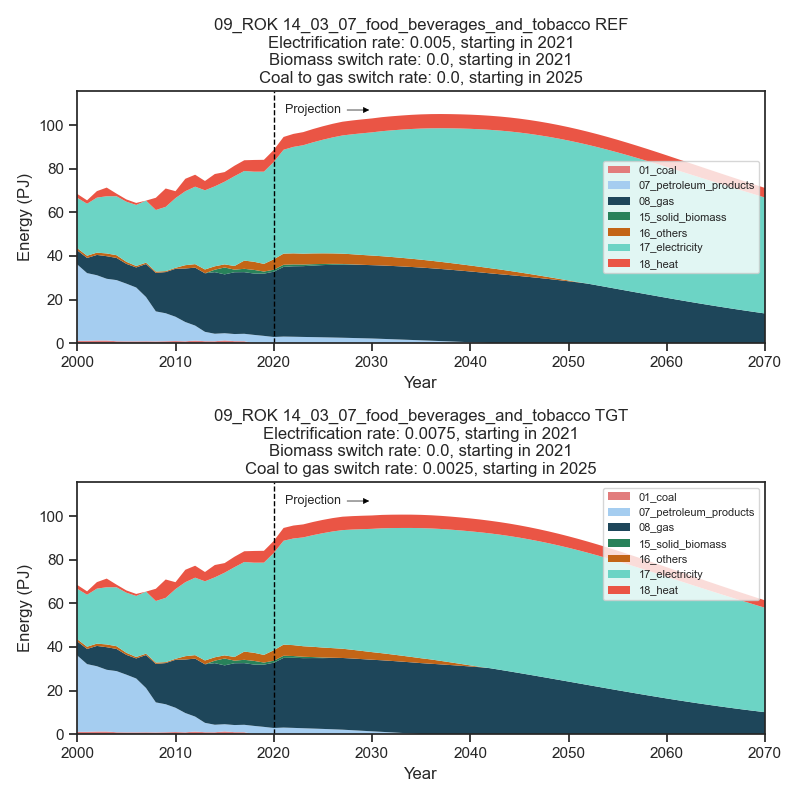 09_ROK 14_03_07_food_beverages_and_tobacco REF
Electrification rate: 0.005, starting in 2021
Biomass switch rate: 0.0, starting in 2021
Coal to gas switch rate: 0.0, starting in 2025
Projection
100
80
60
40
20
0
Energy (PJ)
01_coal
07_petroleum_products
08_gas
15_solid_biomass
16_others
17_electricity
18_heat
2000 2010 2020 2030 2040 2050 2060 2070
Year
09_ROK 14_03_07_food_beverages_and_tobacco TGT
Electrification rate: 0.0075, starting in 2021
Biomass switch rate: 0.0, starting in 2021
Coal to gas switch rate: 0.0025, starting in 2025
Projection
100
80
60
40
20
0
Energy (PJ)
01_coal
07_petroleum_products
08_gas
15_solid_biomass
16_others
17_electricity
18_heat
2000 2010 2020 2030 2040 2050 2060 2070
Year